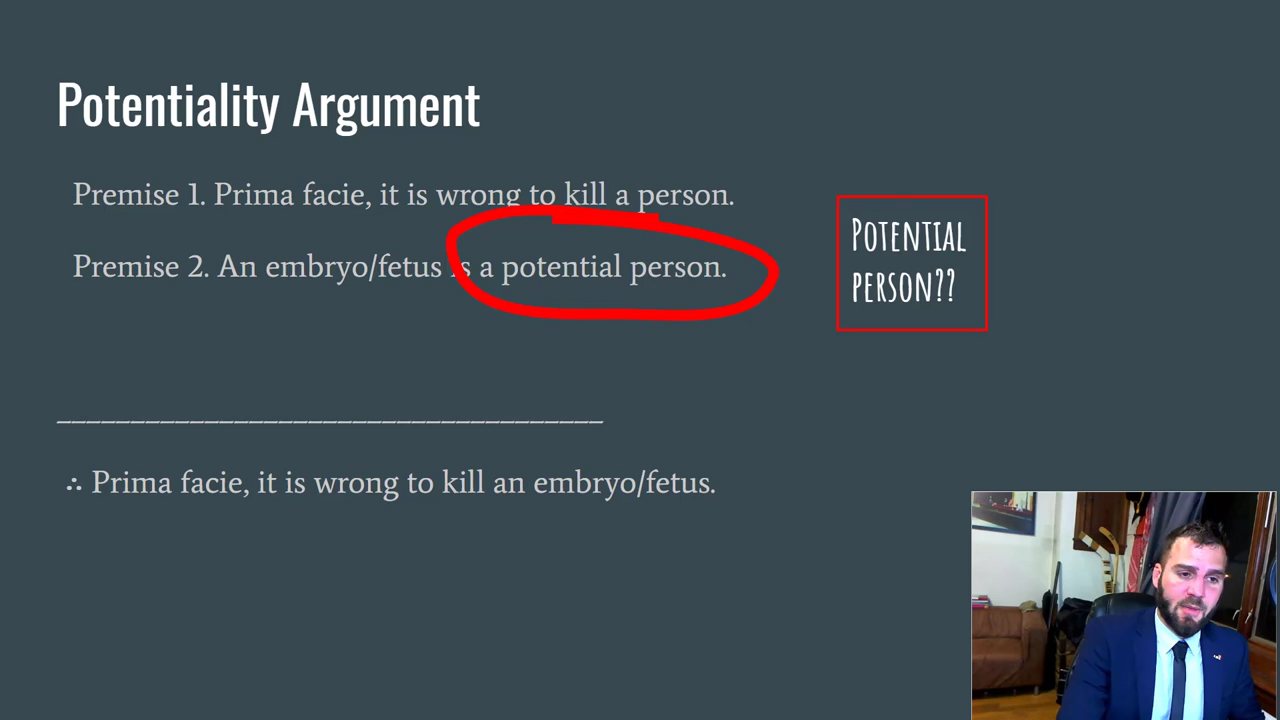 Potentiality Argument
Premise 1. Prima facie, it is wrong to kill a person.
Premise 2. An embryo/fetus is a potential person.
POTENTIAL
PERSON??
∴ Prima facie, it is wrong to kill an embryo/fetus.